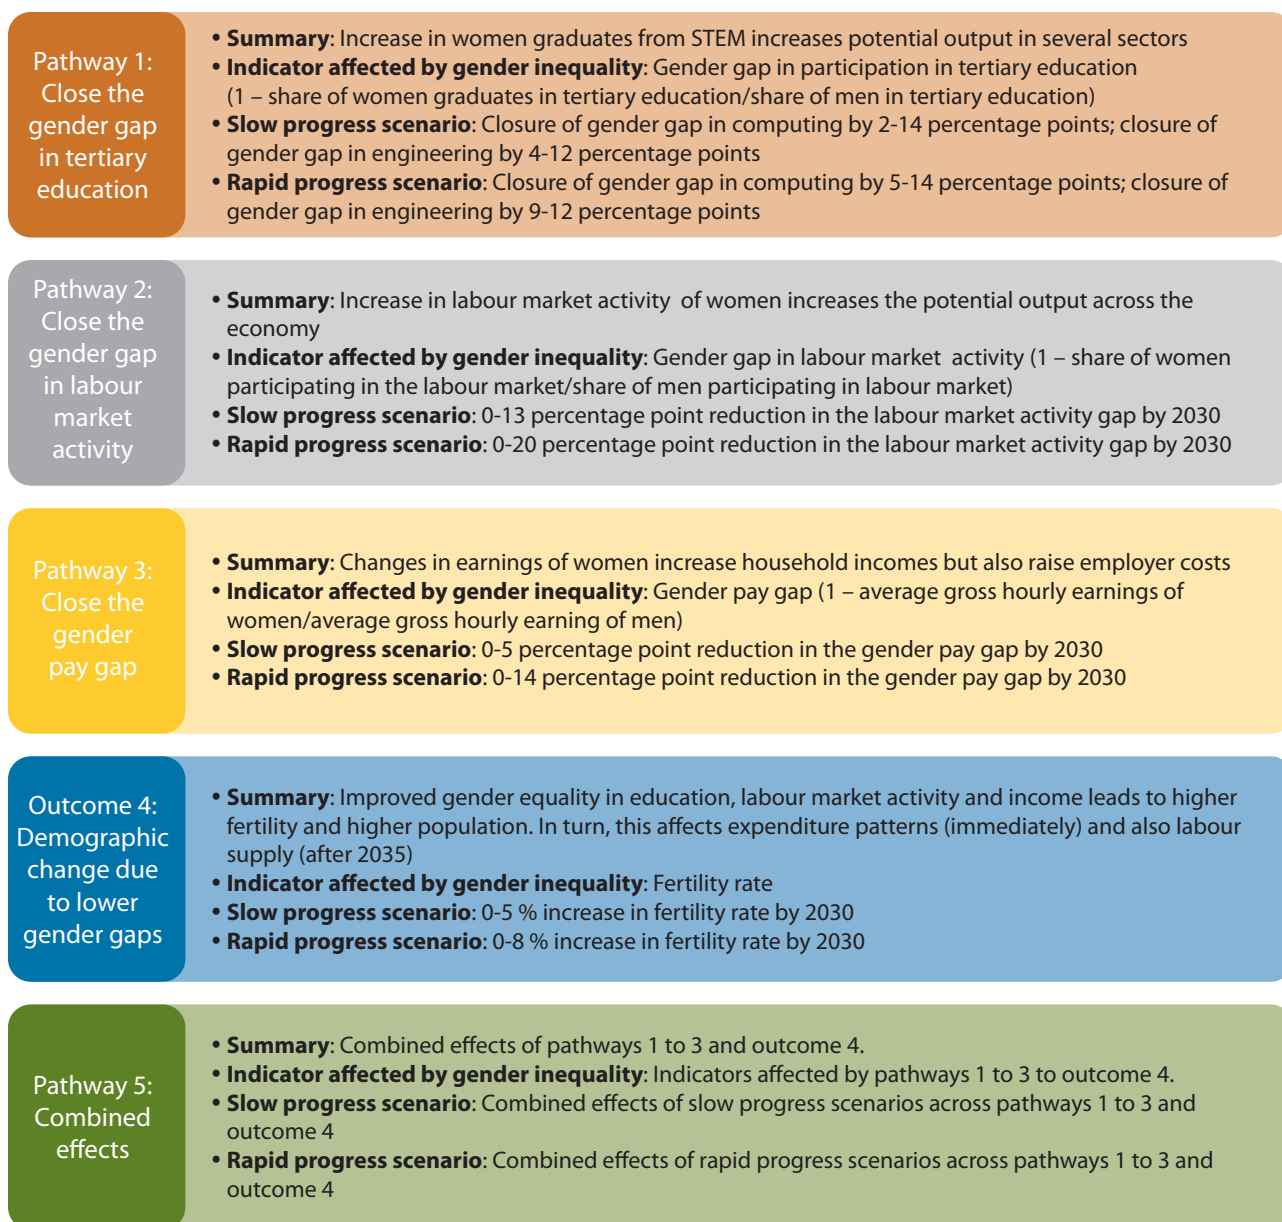 Pathway 1:
Close the
gender gap
in tertiary
education
• Summary: Increase in women graduates from STEM increases potential output in several sectors
• Indicator affected by gender inequality: Gender gap in participation in tertiary education
(1 – share of women graduates in tertiary education/share of men in tertiary education)
• Slow progress scenario: Closure of gender gap in computing by 2-14 percentage points; closure of
gender gap in engineering by 4-12 percentage points
• Rapid progress scenario: Closure of gender gap in computing by 5-14 percentage points; closure of
gender gap in engineering by 9-12 percentage points
Pathway 2:
Close the
gender gap
in labour
market
activity
• Summary: Increase in labour market activity of women increases the potential output across the
economy
• Indicator affected by gender inequality: Gender gap in labour market activity (1 – share of women
participating in the labour market/share of men participating in labour market)
• Slow progress scenario: 0-13 percentage point reduction in the labour market activity gap by 2030
• Rapid progress scenario: 0-20 percentage point reduction in the labour market activity gap by 2030
Pathway 3:
Close the
gender
pay gap
• Summary: Changes in earnings of women increase household incomes but also raise employer costs
• Indicator affected by gender inequality: Gender pay gap (1 – average gross hourly earnings of
women/average gross hourly earning of men)
• Slow progress scenario: 0-5 percentage point reduction in the gender pay gap by 2030
• Rapid progress scenario: 0-14 percentage point reduction in the gender pay gap by 2030
Outcome 4:
Demographic
change due
to lower
gender gaps
• Summary: Improved gender equality in education, labour market activity and income leads to higher
fertility and higher population. In turn, this affects expenditure patterns (immediately) and also labour
supply (after 2035)
• Indicator affected by gender inequality: Fertility rate
• Slow progress scenario: 0-5 % increase in fertility rate by 2030
• Rapid progress scenario: 0-8 % increase in fertility rate by 2030
Pathway 5:
Combined
effects
• Summary: Combined effects of pathways 1 to 3 and outcome 4.
• Indicator affected by gender inequality: Indicators affected by pathways 1 to 3 to outcome 4.
• Slow progress scenario: Combined effects of slow progress scenarios across pathways 1 to 3 and
outcome 4
• Rapid progress scenario: Combined effects of rapid progress scenarios across pathways 1 to 3 and
outcome 4